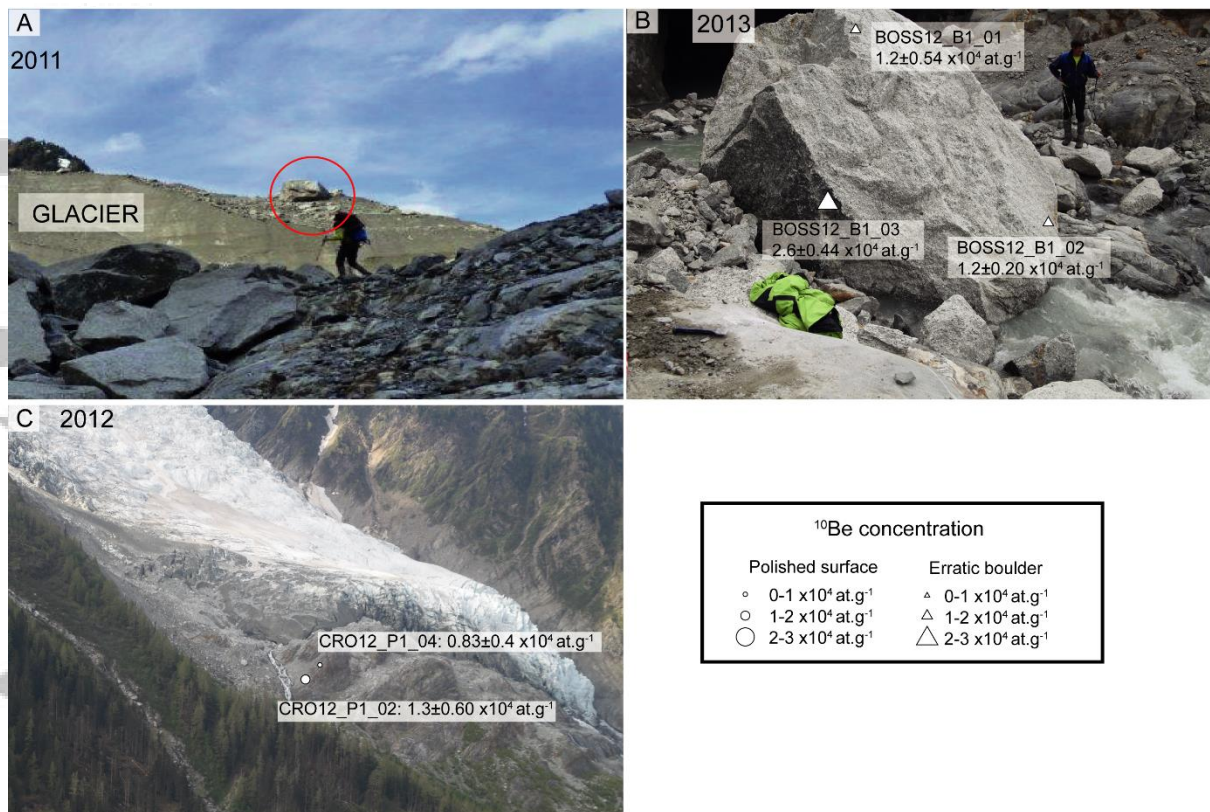 A
2011
GLACIER
B
2013
BOSS12_B1_01
1.2±0.54 x10⁴ at.g⁻¹
BOSS12_B1_03
2.6±0.44 x10⁴ at.g⁻¹
BOSS12_B1_02
1.2±0.20 x10⁴ at.g⁻¹
C 2012
CRO12_P1_04: 0.83±0.4 x10⁴ at.g⁻¹
CRO12_P1_02: 1.3±0.60 x10⁴ at.g⁻¹
¹⁰Be concentration
Polished surface Erratic boulder
0-1 x10⁴ at.g⁻¹ 0-1 x10⁴ at.g⁻¹
1-2 x10⁴ at.g⁻¹ 1-2 x10⁴ at.g⁻¹
2-3 x10⁴ at.g⁻¹ 2-3 x10⁴ at.g⁻¹